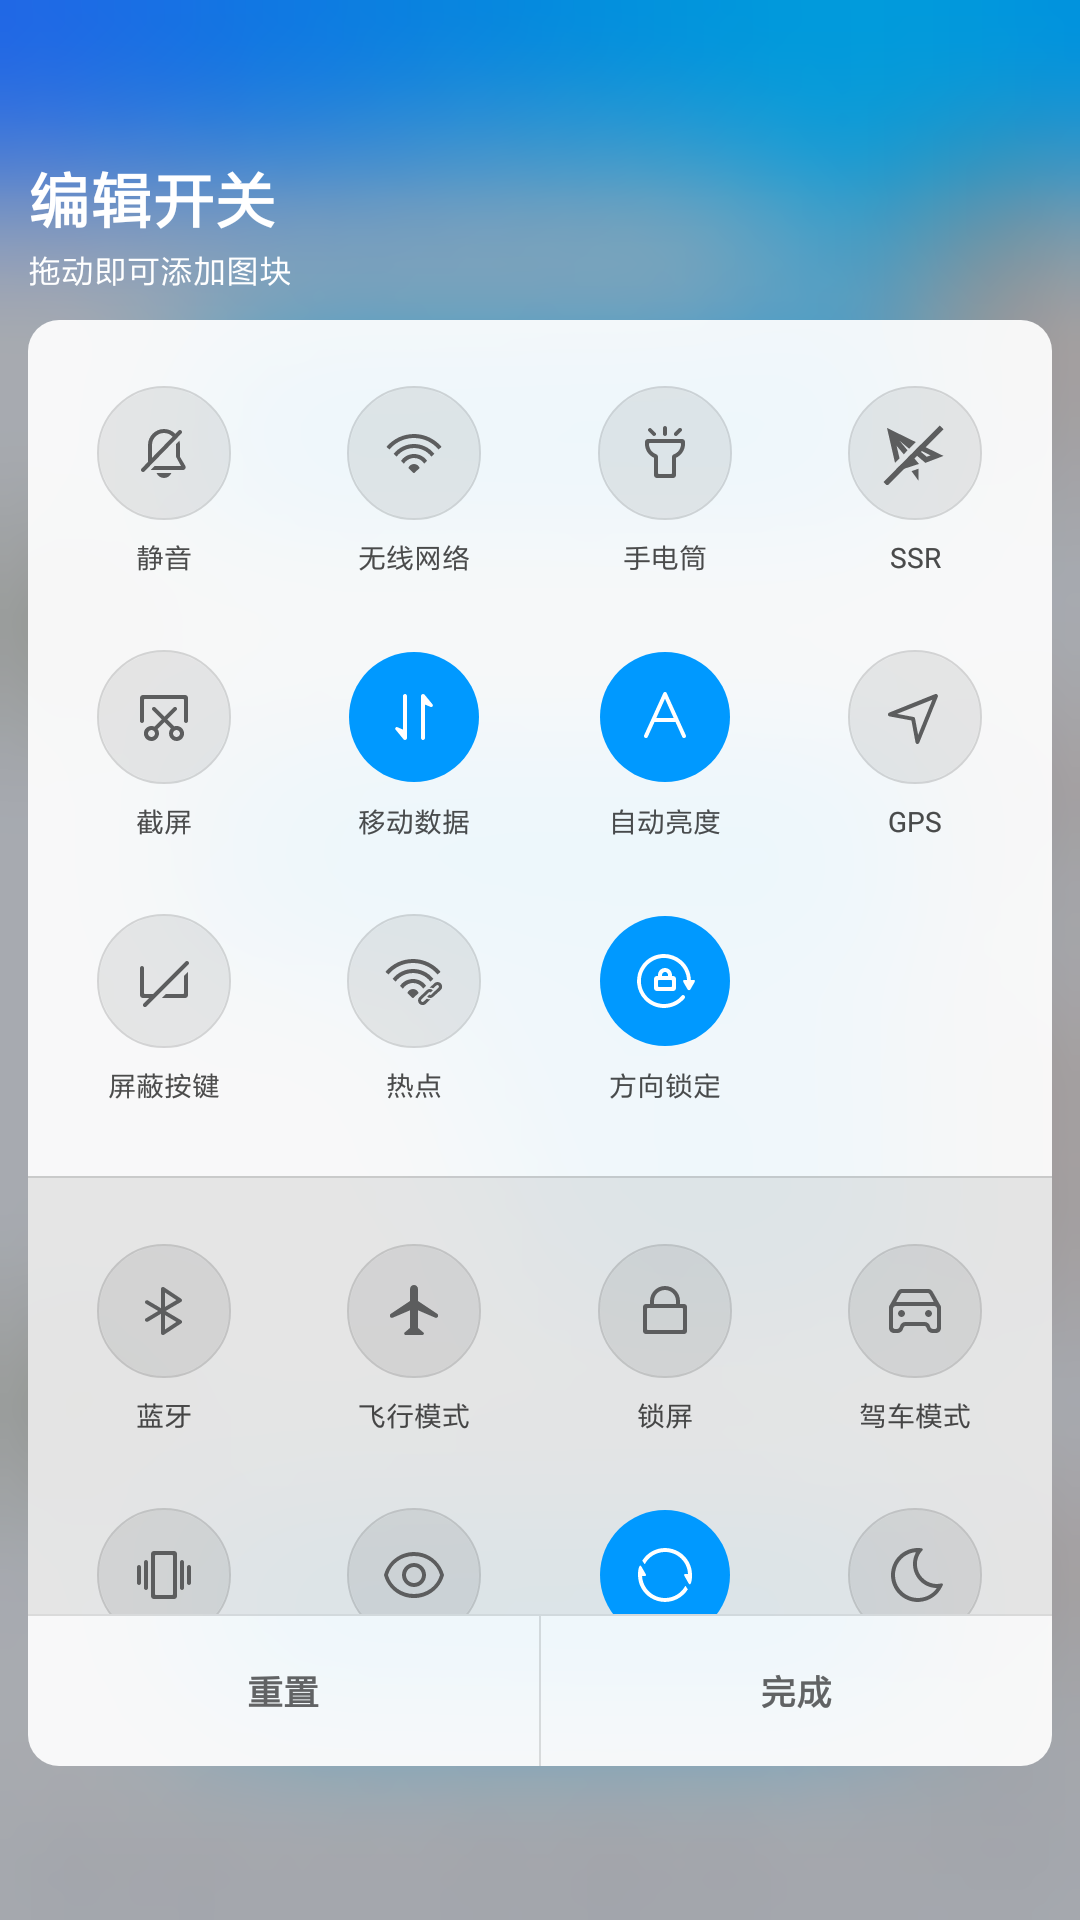 编辑开关
拖动即可添加图块
静音 无线网络 手电筒 SSR
截屏 移动数据 自动亮度 GPS
屏蔽按键 热点 方向锁定
蓝牙 飞行模式 锁屏 驾车模式
重置 完成